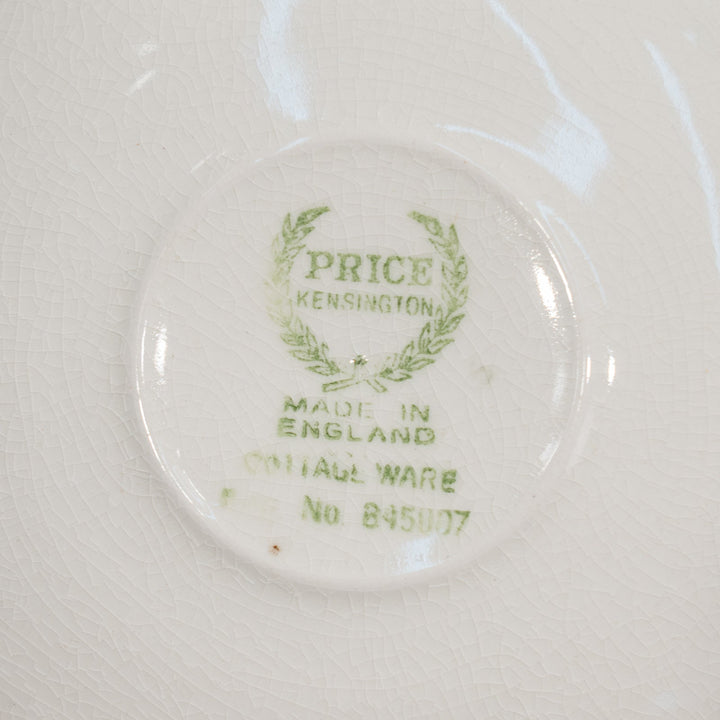 PRICE
KENSINGTON
MADE IN
ENGLAND
COTTAGE WARE
No 845007